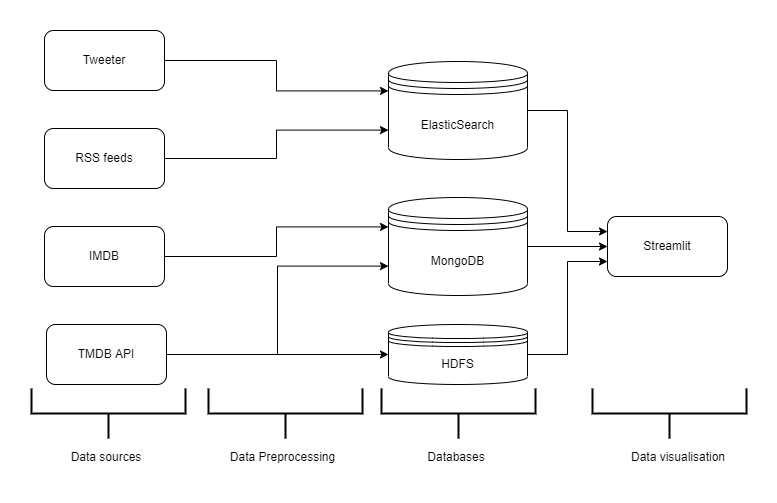 Tweeter
RSS feeds
IMDB
TMDB API
ElasticSearch
MongoDB
HDFS
Streamlit
Data sources
Data Preprocessing
Databases
Data visualisation